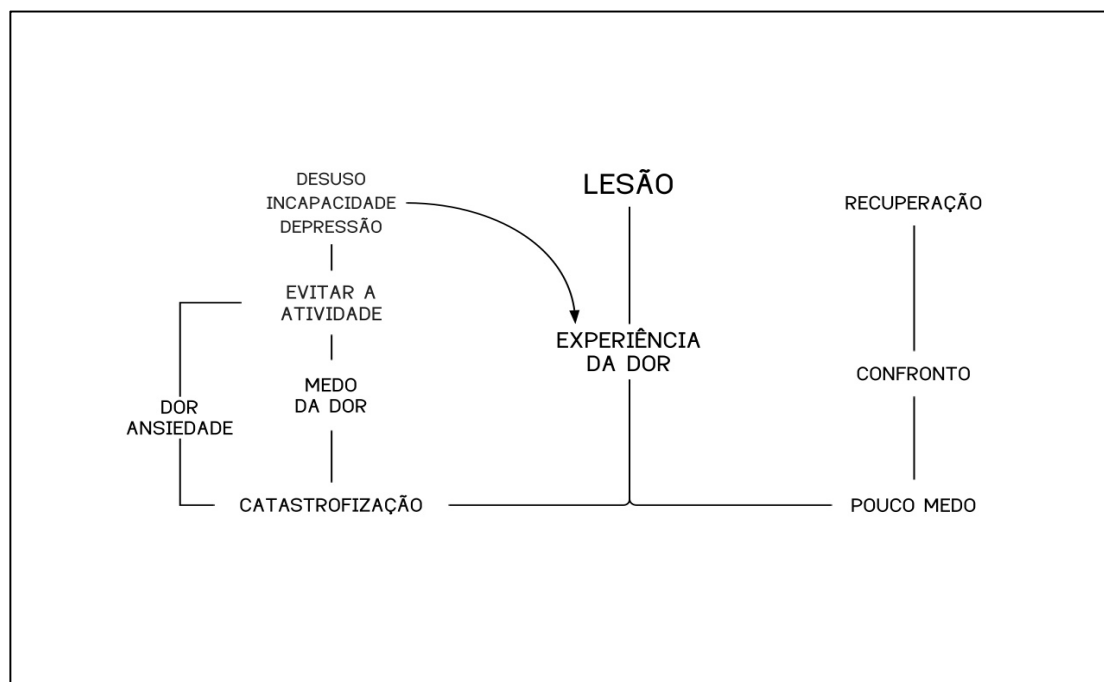 DESUSO
INCAPACIDADE
DEPRESSÃO
LESÃO
RECUPERAÇÃO
EVITAR A
ATIVIDADE
EXPERIÊNCIA
DA DOR
CONFRONTO
MEDO
DA DOR
DOR
ANSIEDADE
CATASTROFIZAÇÃO
POUCO MEDO